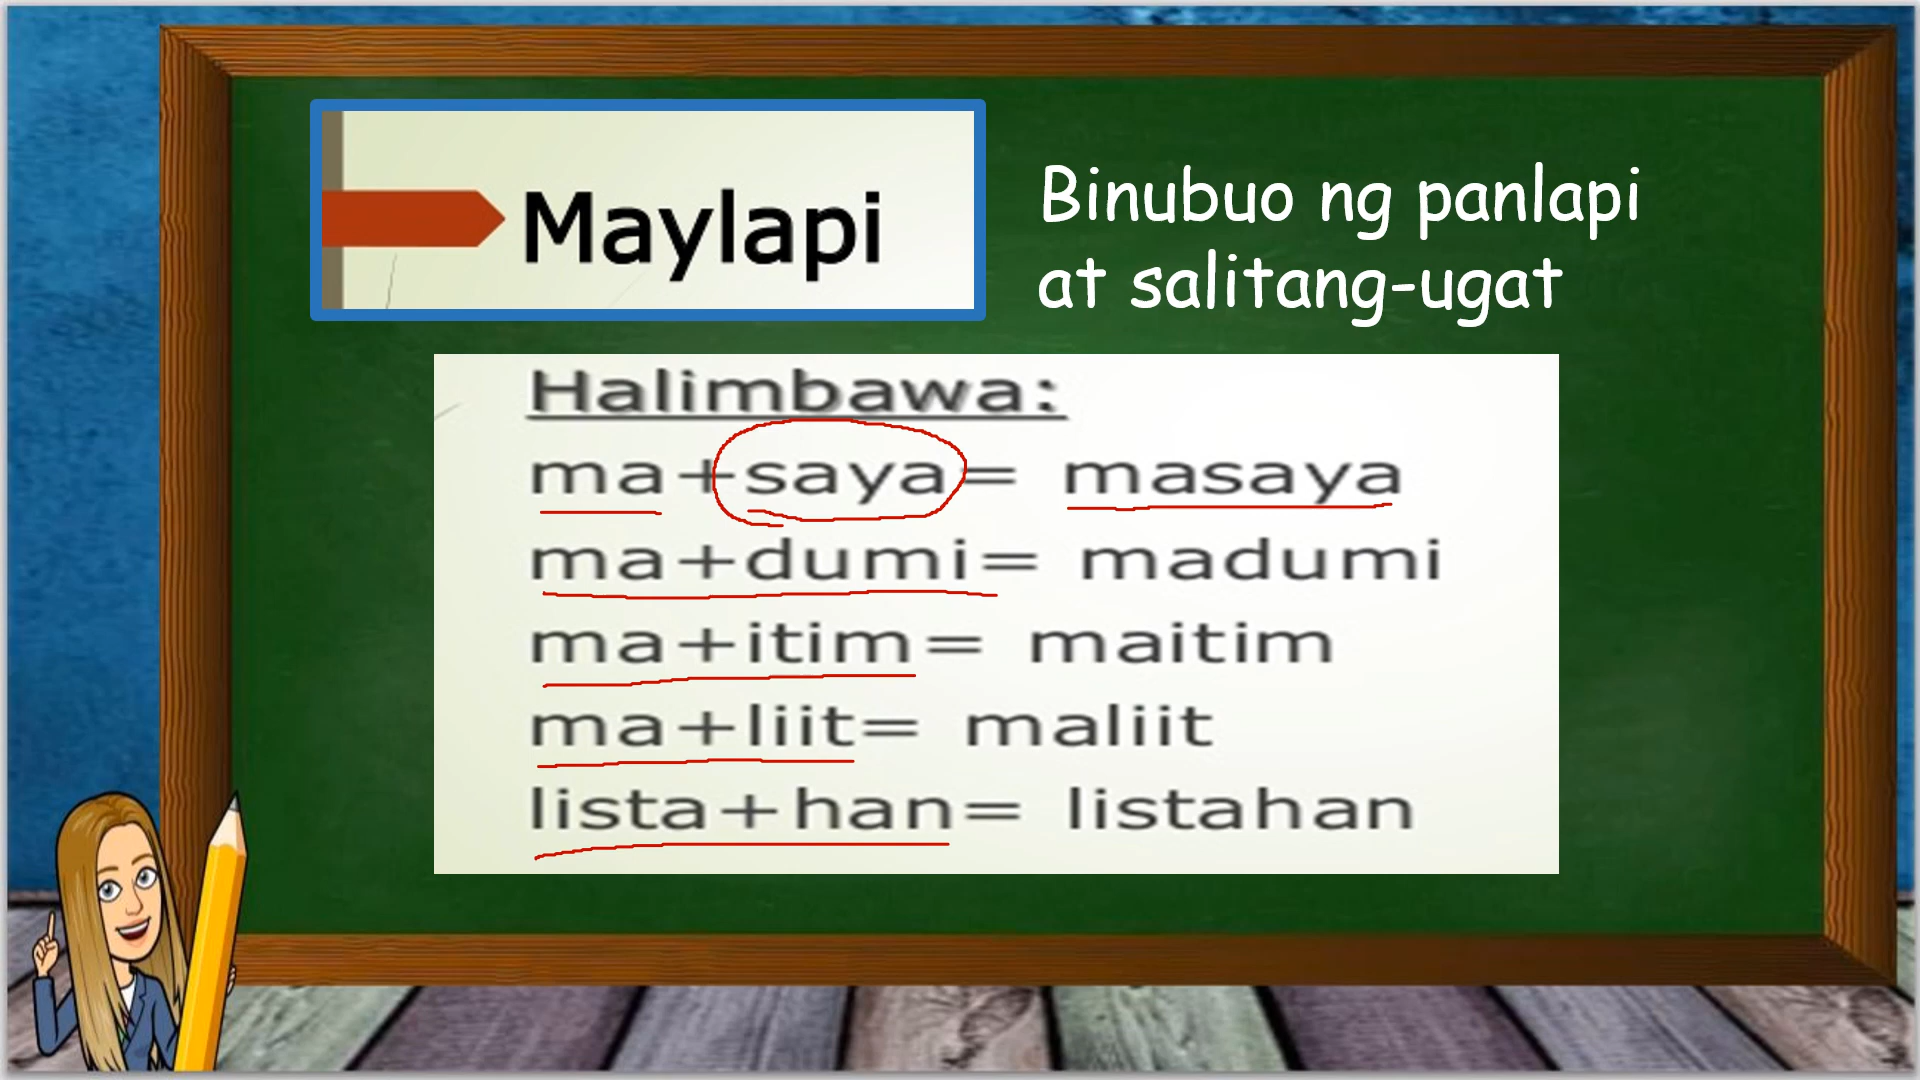 Maylapi
Binubuo ng panlapi
at salitang-ugat
Halimbawa:
ma+saya= masaya
ma+dumi= madumi
ma+itim= maitim
ma+liit= maliit
lista+han= listahan